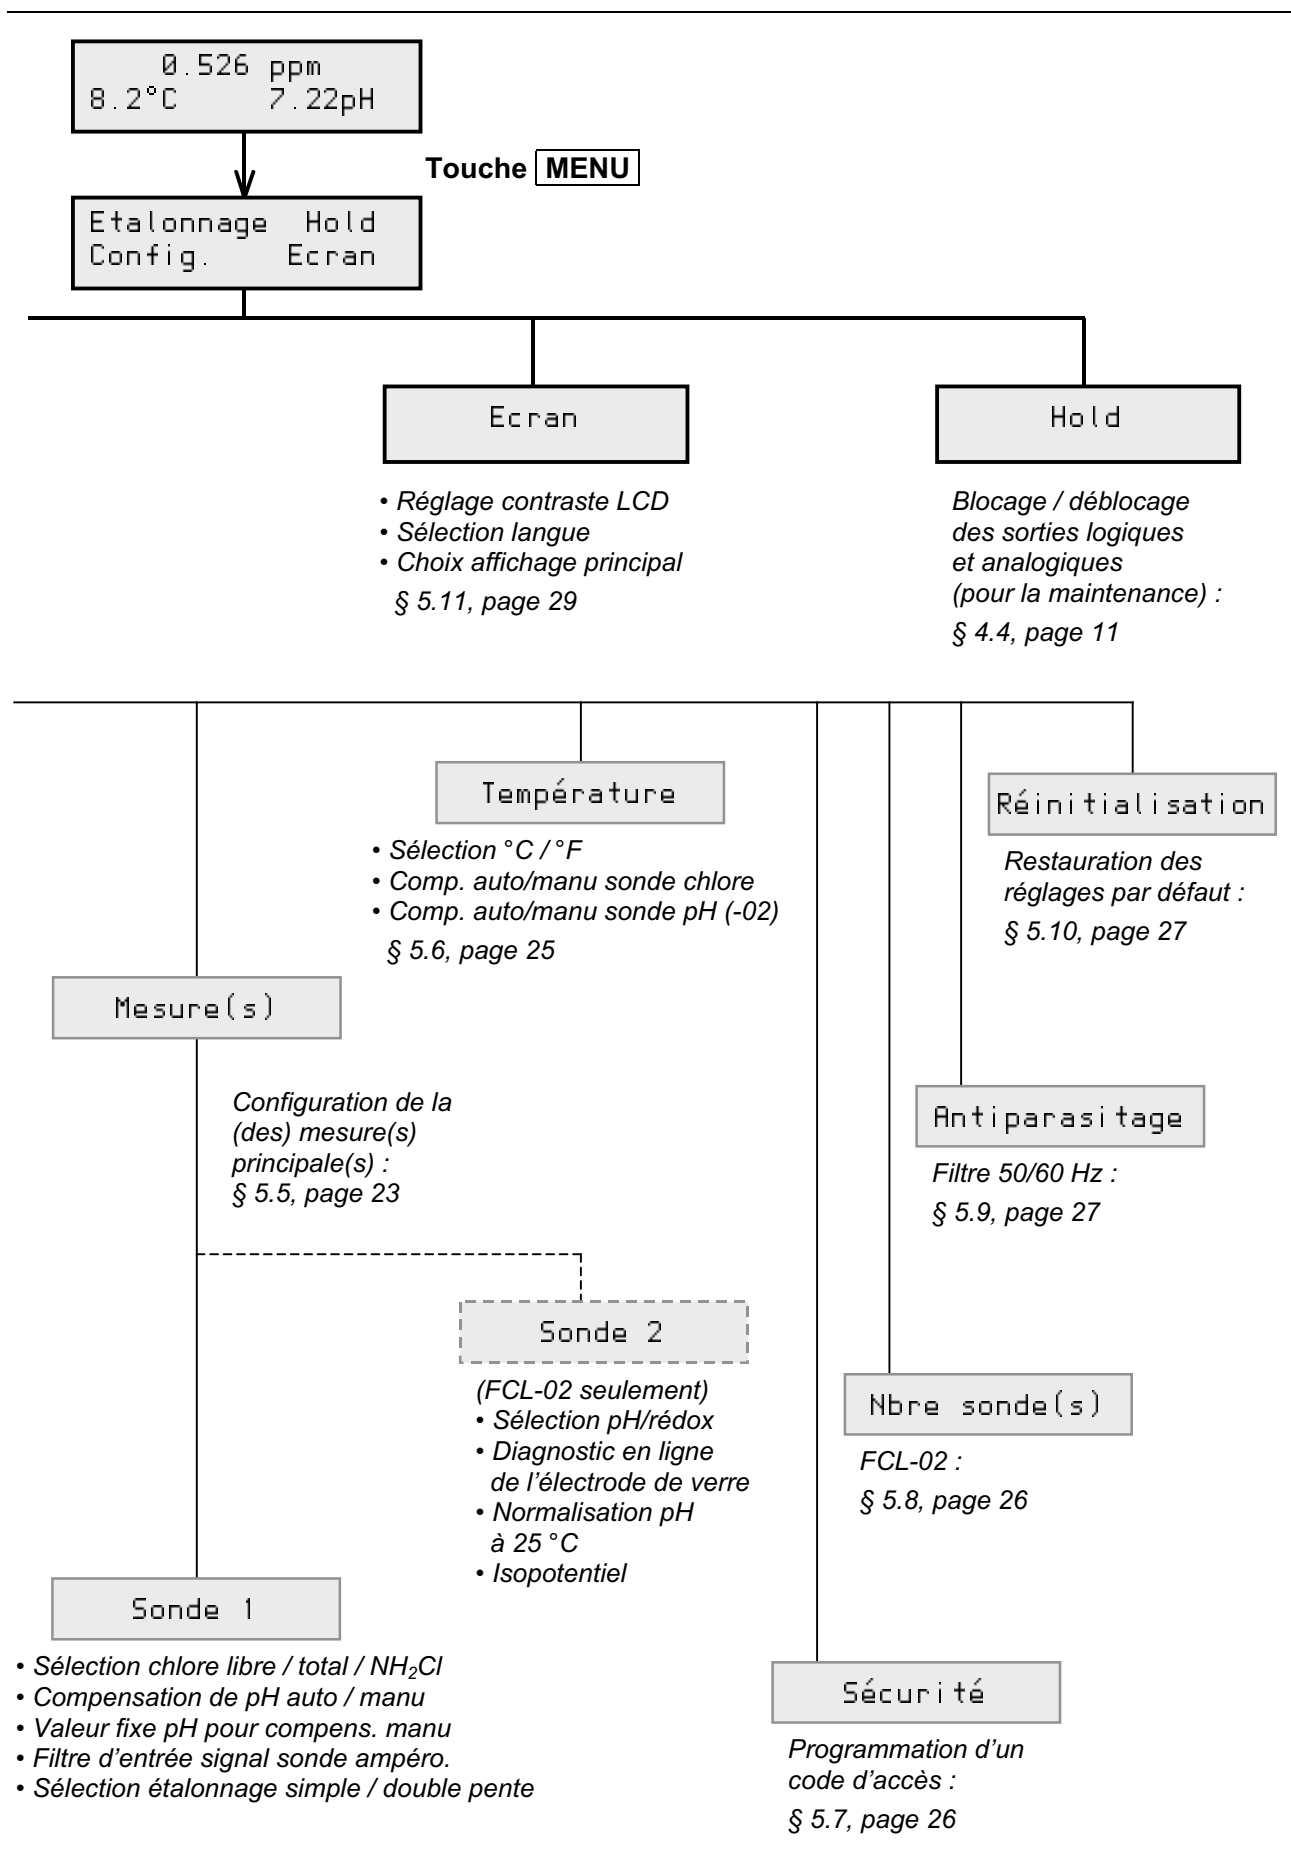 0.526 ppm
8.2°C 7.22pH
Touche MENU
Etalonnage Hold
Config. Ecran
Ecran
• Réglage contraste LCD
• Sélection langue
• Choix affichage principal
§ 5.11, page 29
Hold
Blocage / déblocage
des sorties logiques
et analogiques
(pour la maintenance) :
§ 4.4, page 11
Température
• Sélection °C / °F
• Comp. auto/manu sonde chlore
• Comp. auto/manu sonde pH (-02)
§ 5.6, page 25
Réinitialisation
Restauration des
réglages par défaut :
§ 5.10, page 27
Mesure(s)
Configuration de la
(des) mesure(s)
principale(s) :
§ 5.5, page 23
Antiparasitage
Filtre 50/60 Hz :
§ 5.9, page 27
Sonde 2
(FCL-02 seulement)
• Sélection pH/rédox
• Diagnostic en ligne
de l’électrode de verre
• Normalisation pH
à 25 °C
• Isopotentiel
Nbre sonde(s)
FCL-02 :
§ 5.8, page 26
Sonde 1
• Sélection chlore libre / total / NH₂Cl
• Compensation de pH auto / manu
• Valeur fixe pH pour compens. manu
• Filtre d’entrée signal sonde ampéro.
• Sélection étalonnage simple / double pente
Sécurité
Programmation d’un
code d’accès :
§ 5.7, page 26